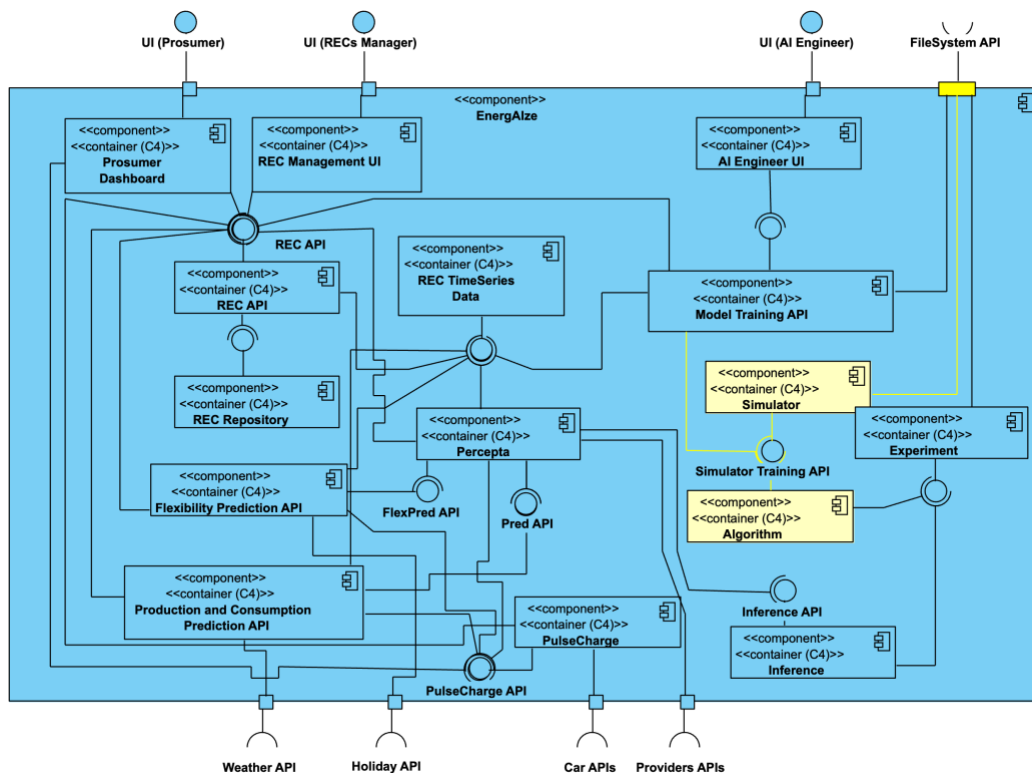 UI (Prosumer)
UI (RECs Manager)
UI (AI Engineer)
FileSystem API
<<component>>
EnergAIze
<<component>>
<<container (C4)>>
Prosumer
Dashboard
<<component>>
<<container (C4)>>
REC Management UI
<<component>>
<<container (C4)>>
AI Engineer UI
REC API
<<component>>
<<container (C4)>>
REC API
<<component>>
<<container (C4)>>
REC TimeSeries
Data
<<component>>
<<container (C4)>>
Model Training API
<<component>>
<<container (C4)>>
REC Repository
<<component>>
<<container (C4)>>
Simulator
<<component>>
<<container (C4)>>
Percepta
<<component>>
<<container (C4)>>
Experiment
Simulator Training API
<<component>>
<<container (C4)>>
Flexibility Prediction API
FlexPred API
Pred API
<<component>>
<<container (C4)>>
Algorithm
<<component>>
<<container (C4)>>
Production and Consumption
Prediction API
<<component>>
<<container (C4)>>
PulseCharge
Inference API
<<component>>
<<container (C4)>>
Inference
PulseCharge API
Weather API
Holiday API
Car APIs
Providers APIs